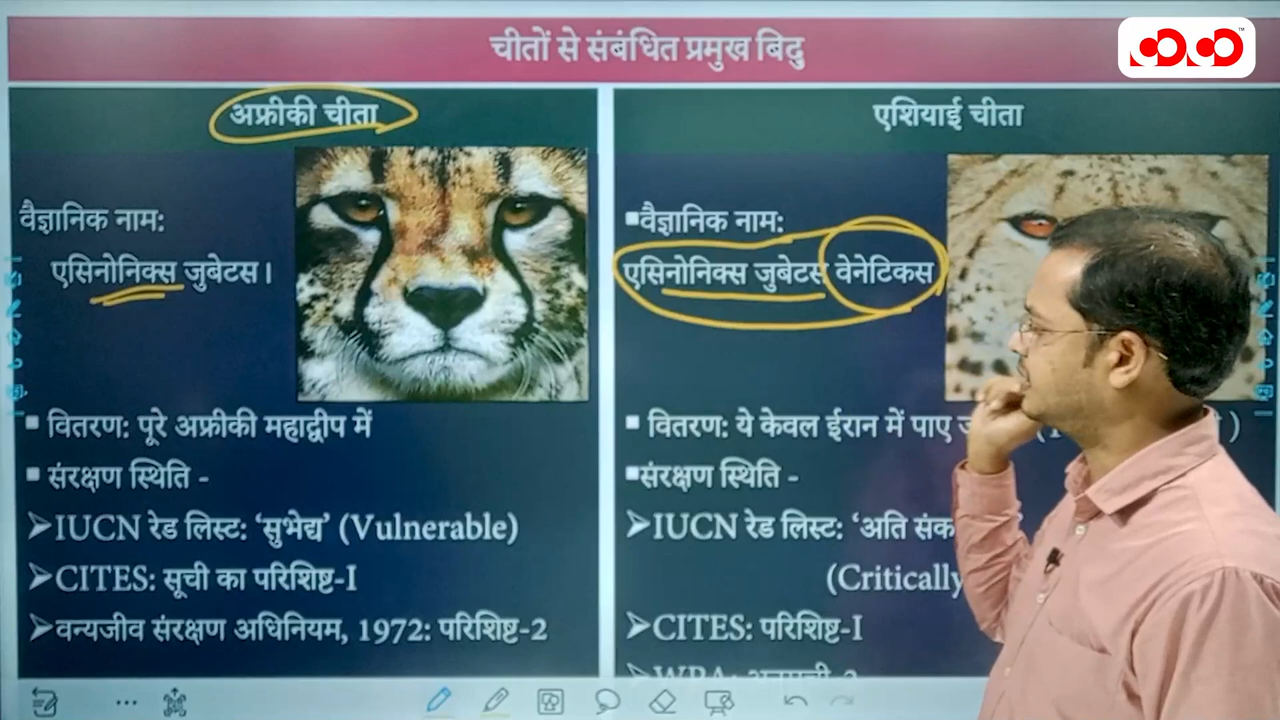 चीतों से संबंधित प्रमुख बिंदु
अफ्रीकी चीता
वैज्ञानिक नाम:
एसिनोनिक्स जुबेटस।
▪ वितरण: पूरे अफ्रीकी महाद्वीप में
▪ संरक्षण स्थिति -
➤IUCN रेड लिस्ट: ‘सुभेद्य’ (Vulnerable)
➤CITES: सूची का परिशिष्ट-I
➤वन्यजीव संरक्षण अधिनियम, 1972: परिशिष्ट-2
एशियाई चीता
▪वैज्ञानिक नाम:
एसिनोनिक्स जुबेटस वेनेटिकस
▪ वितरण: ये केवल ईरान में पाए
▪संरक्षण स्थिति -
➤IUCN रेड लिस्ट: ‘अति
(Critically
➤CITES: परिशिष्ट-I